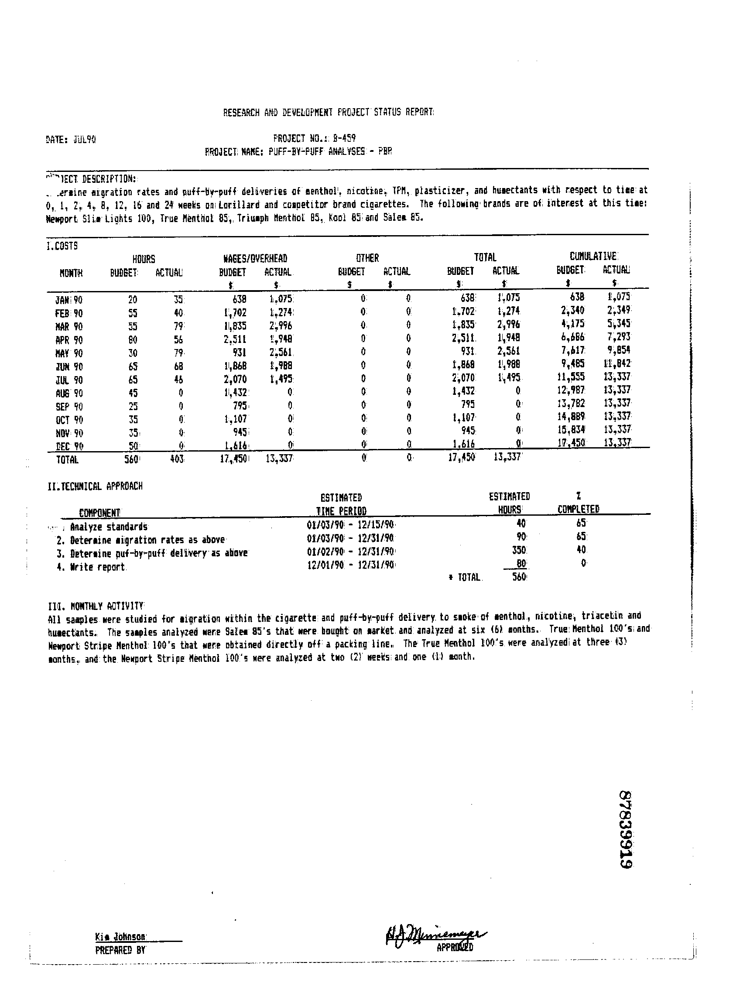 RESEARCH AND DEVELOPMENT PROJECT STATUS REPORT
DATE: JUL90
PROJECT NO.: B-459
PROJECT NAME: PUFF-BY-PUFF ANALYSES - PBP
JECT DESCRIPTION:
ermine migration rates and puff-by-puff deliveries of menthol, nicotine, TPM, plasticizer, and humectants with respect to time at
0, 1, 2, 4, 8, 12, 16 and 24 weeks on Lorillard and competitor brand cigarettes. The following brands are of interest at this time:
Newport Slim Lights 100, True Menthol 85, Triumph Menthol 85, Kool 85 and Salem 85.
I.COSTS
HOURS WAGES/OVERHEAD OTHER TOTAL CUMULATIVE
MONTH BUDGET ACTUAL BUDGET ACTUAL BUDGET ACTUAL BUDGET ACTUAL BUDGET ACTUAL
$ $ $ $ $ $ $ $
JAN 90 20 35 638 1,075 0 0 638 1,075 638 1,075
FEB 90 55 40 1,702 1,274 0 0 1,702 1,274 2,340 2,349
MAR 90 55 79 1,835 2,996 0 0 1,835 2,996 4,175 5,345
APR 90 80 56 2,511 1,948 0 0 2,511 1,948 6,686 7,293
MAY 90 30 79 931 2,561 0 0 931 2,561 7,617 9,854
JUN 90 65 68 1,868 1,988 0 0 1,868 1,988 9,485 11,842
JUL 90 65 46 2,070 1,495 0 0 2,070 1,495 11,555 13,337
AUG 90 45 0 1,432 0 0 0 1,432 0 12,987 13,337
SEP 90 25 0 795 0 0 0 795 0 13,782 13,337
OCT 90 35 0 1,107 0 0 0 1,107 0 14,889 13,337
NOV 90 35 0 945 0 0 0 945 0 15,834 13,337
DEC 90 50 0 1,616 0 0 0 1,616 0 17,450 13,337
TOTAL 560 403 17,450 13,337 0 0 17,450 13,337
II.TECHNICAL APPROACH
ESTIMATED ESTIMATED %
COMPONENT TIME PERIOD HOURS COMPLETED
Analyze standards 01/03/90 - 12/15/90 40 65
2. Determine migration rates as above 01/03/90 - 12/31/90 90 65
3. Determine puf-by-puff delivery as above 01/02/90 - 12/31/90 350 40
4. Write report 12/01/90 - 12/31/90 80 0
* TOTAL 560
III. MONTHLY ACTIVITY
All samples were studied for migration within the cigarette and puff-by-puff delivery to smoke of menthol, nicotine, triacetin and
humectants. The samples analyzed were Salem 85's that were bought on market and analyzed at six (6) months. True Menthol 100's and
Newport Stripe Menthol 100's that were obtained directly off a packing line. The True Menthol 100's were analyzed at three (3)
months, and the Newport Stripe Menthol 100's were analyzed at two (2) weeks and one (1) month.
87839919
Kim Johnson
PREPARED BY
H J Minnemeyer
APPROVED